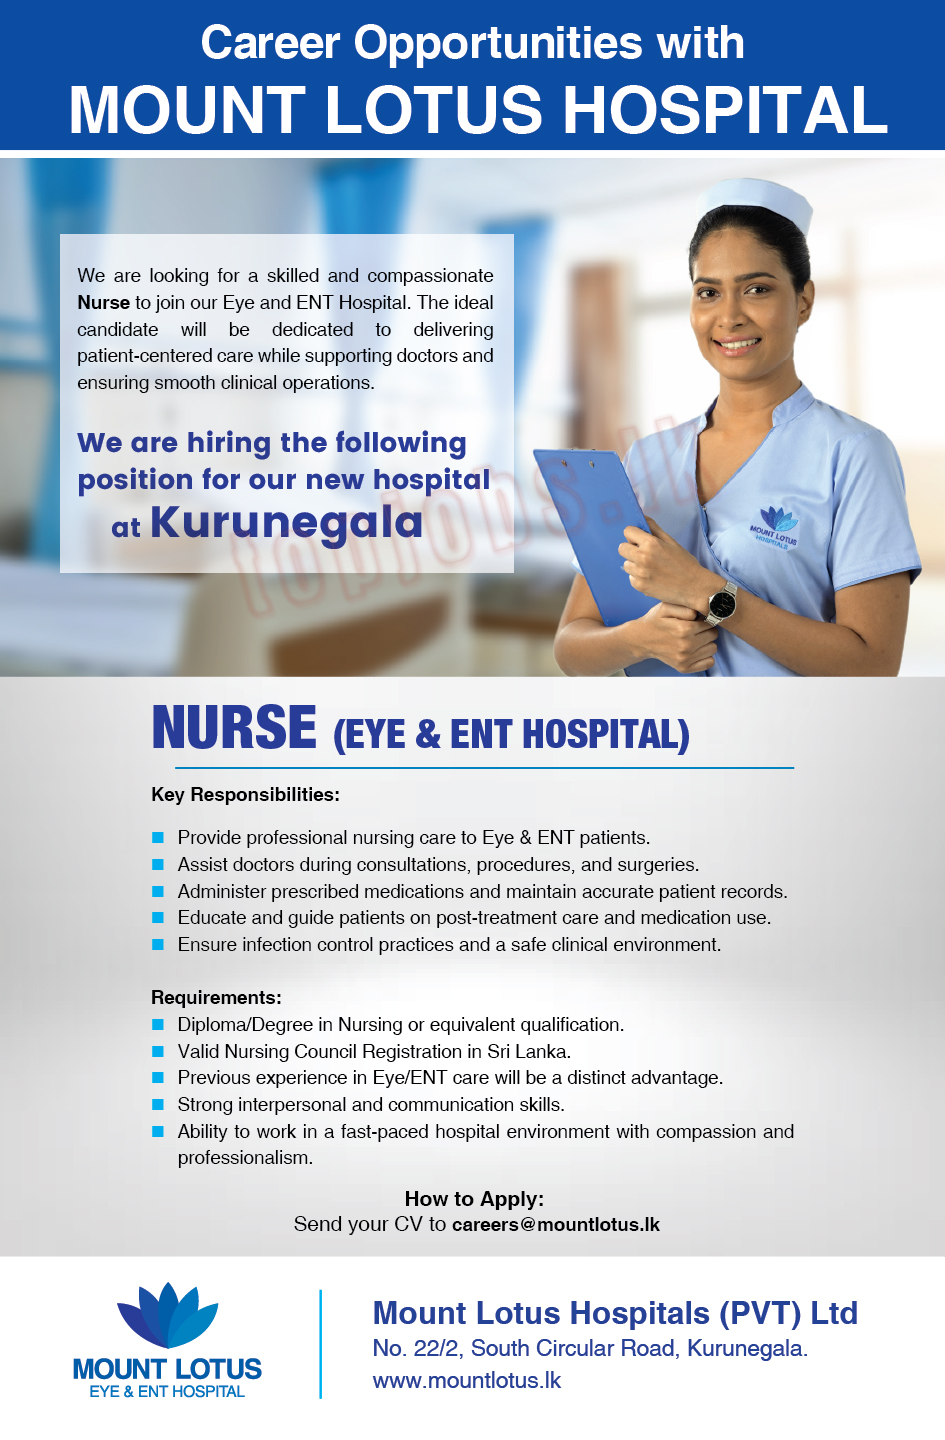 Career Opportunities with
MOUNT LOTUS HOSPITAL
We are looking for a skilled and compassionate
Nurse to join our Eye and ENT Hospital. The ideal
candidate will be dedicated to delivering
patient-centered care while supporting doctors and
ensuring smooth clinical operations.
We are hiring the following
position for our new hospital
at Kurunegala
topjobs.lk
MOUNT LOTUS
HOSPITALS
NURSE (EYE & ENT HOSPITAL)
Key Responsibilities:
Provide professional nursing care to Eye & ENT patients.
Assist doctors during consultations, procedures, and surgeries.
Administer prescribed medications and maintain accurate patient records.
Educate and guide patients on post-treatment care and medication use.
Ensure infection control practices and a safe clinical environment.
Requirements:
Diploma/Degree in Nursing or equivalent qualification.
Valid Nursing Council Registration in Sri Lanka.
Previous experience in Eye/ENT care will be a distinct advantage.
Strong interpersonal and communication skills.
Ability to work in a fast-paced hospital environment with compassion and
professionalism.
How to Apply:
Send your CV to careers@mountlotus.lk
MOUNT LOTUS
EYE & ENT HOSPITAL
Mount Lotus Hospitals (PVT) Ltd
No. 22/2, South Circular Road, Kurunegala.
www.mountlotus.lk